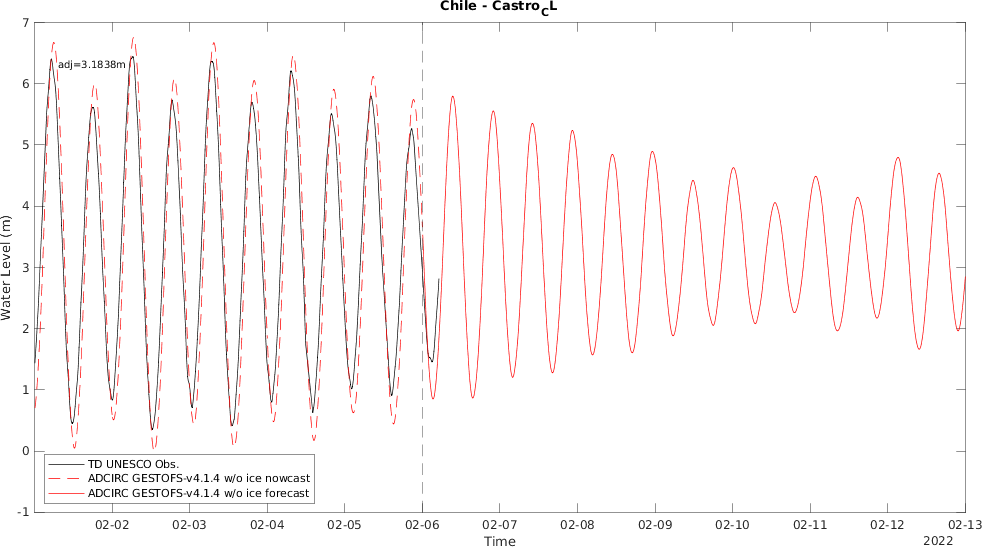 Chile - Castro_CL
7
6
5
4
3
2
1
0
-1
Water Level (m)
adj=3.1838m
TD UNESCO Obs.
ADCIRC GESTOFS-v4.1.4 w/o ice nowcast
ADCIRC GESTOFS-v4.1.4 w/o ice forecast
02-02 02-03 02-04 02-05 02-06 02-07 02-08 02-09 02-10 02-11 02-12 02-13
Time
2022